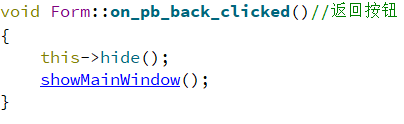 void Form::on_pb_back_clicked()//返回按钮
{
    this->hide();
    showMainWindow();
}